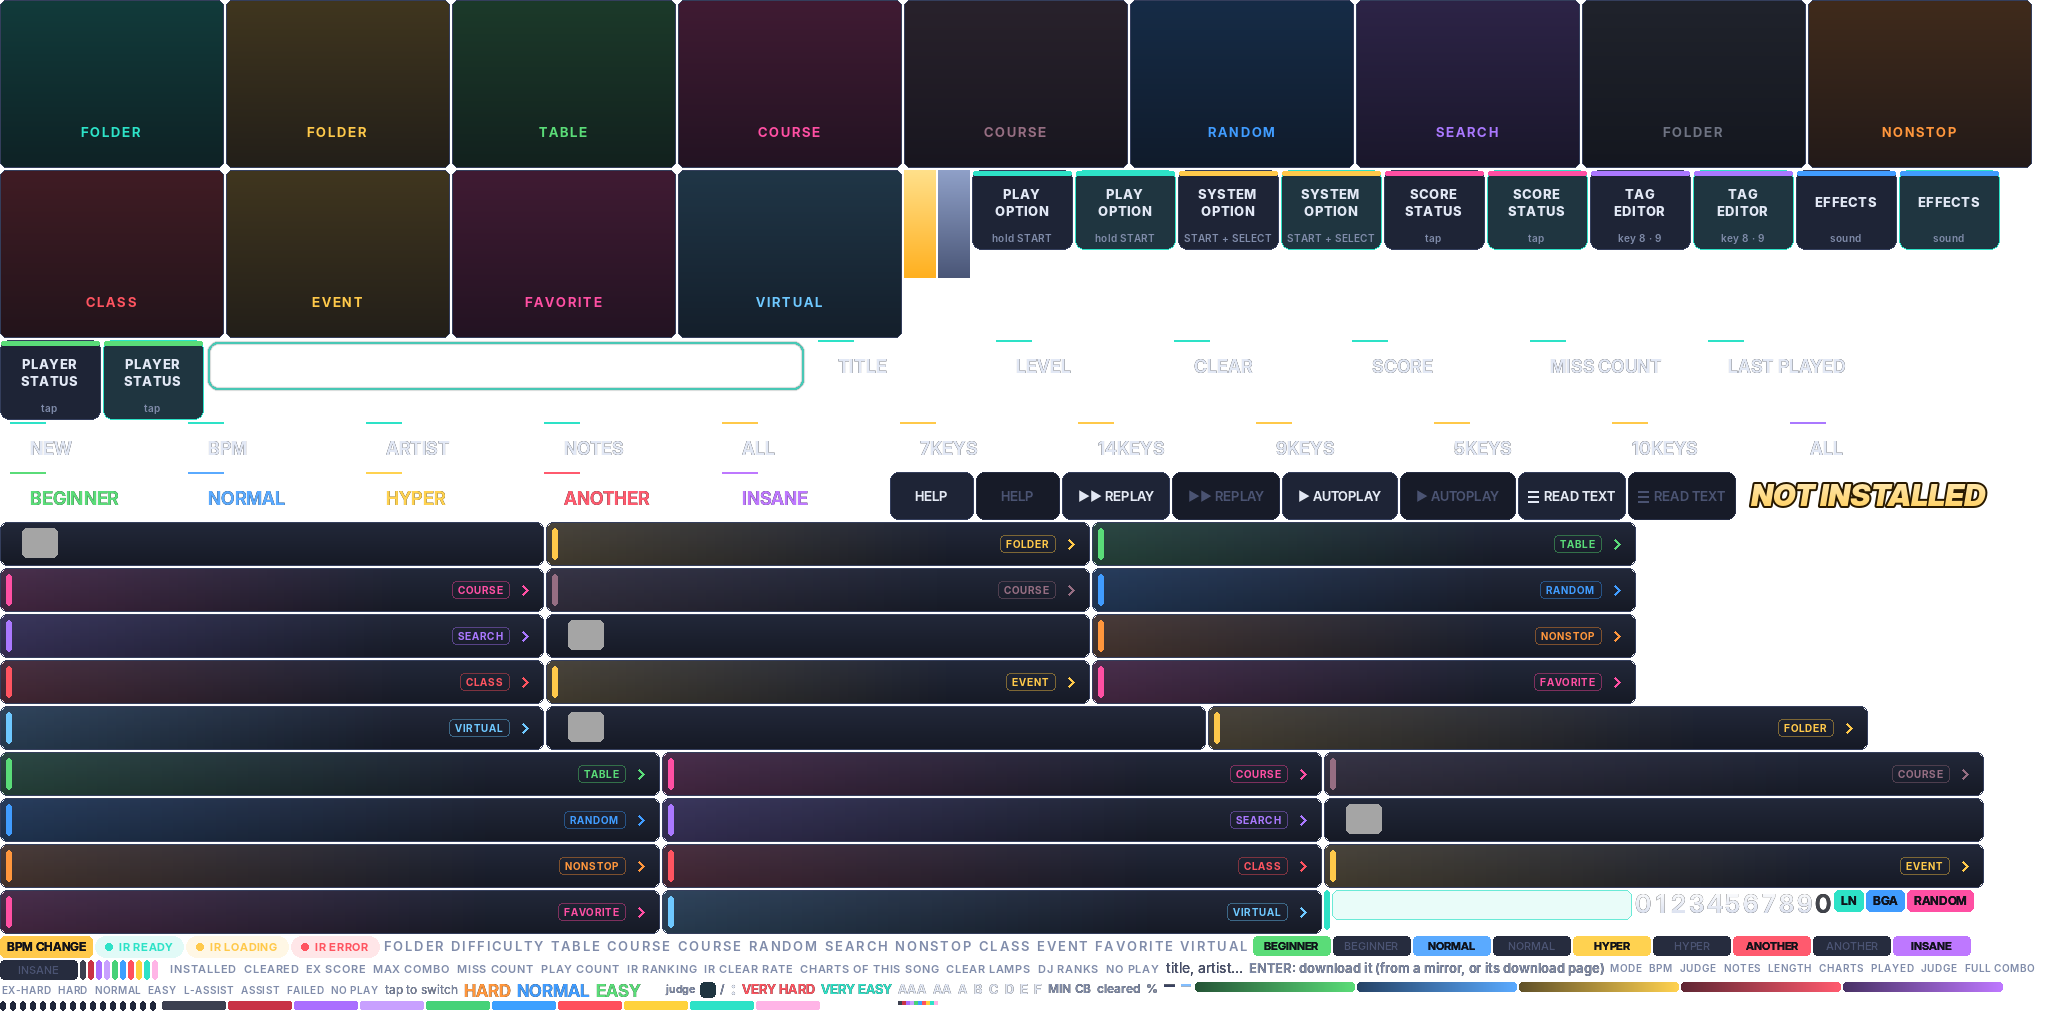 FOLDER FOLDER TABLE COURSE COURSE RANDOM SEARCH FOLDER NONSTOP
PLAY OPTION hold START
PLAY OPTION hold START
SYSTEM OPTION START + SELECT
SYSTEM OPTION START + SELECT
SCORE STATUS tap
SCORE STATUS tap
TAG EDITOR key 8 · 9
TAG EDITOR key 8 · 9
EFFECTS sound
EFFECTS sound
CLASS EVENT FAVORITE VIRTUAL
PLAYER STATUS tap
PLAYER STATUS tap
TITLE LEVEL CLEAR SCORE MISS COUNT LAST PLAYED
NEW BPM ARTIST NOTES ALL 7KEYS 14KEYS 9KEYS 5KEYS 10KEYS ALL
BEGINNER NORMAL HYPER ANOTHER INSANE HELP HELP REPLAY REPLAY AUTOPLAY AUTOPLAY READ TEXT READ TEXT NOT INSTALLED
FOLDER TABLE
COURSE COURSE RANDOM
SEARCH NONSTOP
CLASS EVENT FAVORITE
VIRTUAL FOLDER
TABLE COURSE COURSE
RANDOM SEARCH
NONSTOP CLASS EVENT
FAVORITE VIRTUAL 01234567890 LN BGA RANDOM
BPM CHANGE IR READY IR LOADING IR ERROR FOLDER DIFFICULTY TABLE COURSE COURSE RANDOM SEARCH NONSTOP CLASS EVENT FAVORITE VIRTUAL BEGINNER BEGINNER NORMAL NORMAL HYPER HYPER ANOTHER ANOTHER INSANE
INSANE INSTALLED CLEARED EX SCORE MAX COMBO MISS COUNT PLAY COUNT IR RANKING IR CLEAR RATE CHARTS OF THIS SONG CLEAR LAMPS DJ RANKS NO PLAY title, artist... ENTER: download it (from a mirror, or its download page) MODE BPM JUDGE NOTES LENGTH CHARTS PLAYED JUDGE FULL COMBO
EX-HARD HARD NORMAL EASY L-ASSIST ASSIST FAILED NO PLAY tap to switch HARD NORMAL EASY judge / : VERY HARD VERY EASY AAA AA A B C D E F MIN CB cleared %